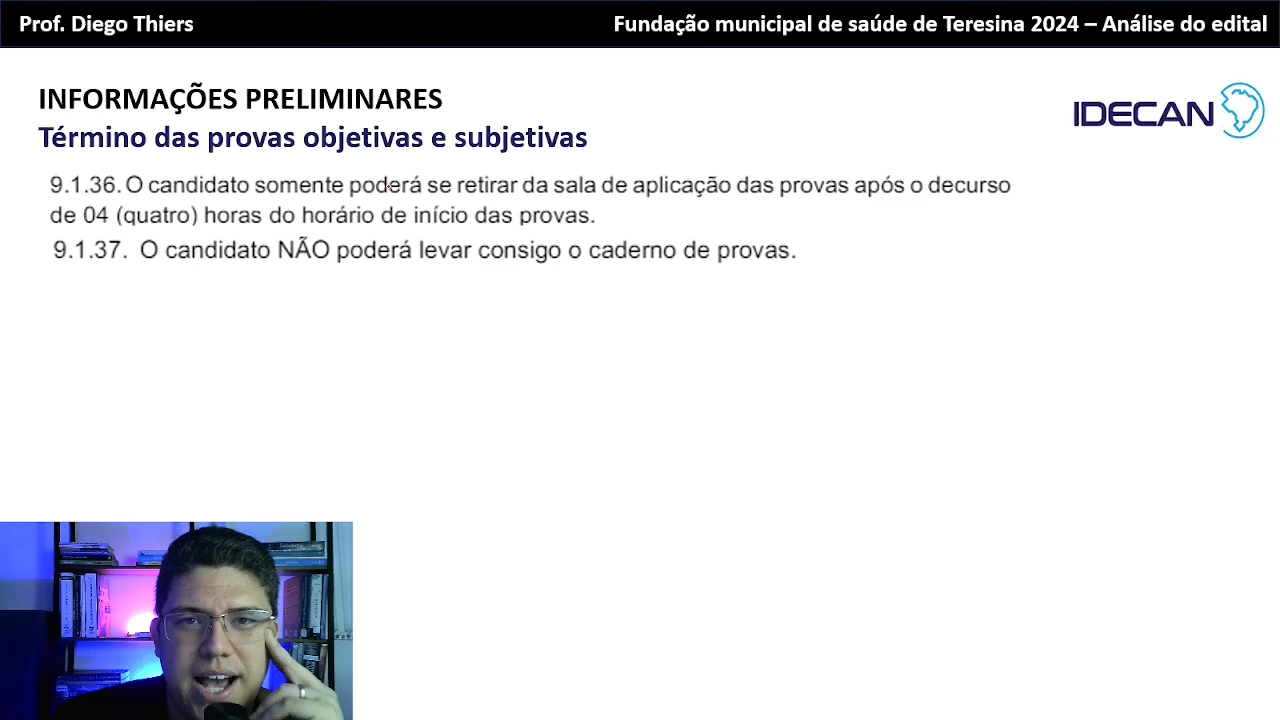 Prof. Diego Thiers
Fundação municipal de saúde de Teresina 2024 – Análise do edital
INFORMAÇÕES PRELIMINARES
IDECAN
Término das provas objetivas e subjetivas
9.1.36. O candidato somente poderá se retirar da sala de aplicação das provas após o decurso
de 04 (quatro) horas do horário de início das provas.
9.1.37. O candidato NÃO poderá levar consigo o caderno de provas.